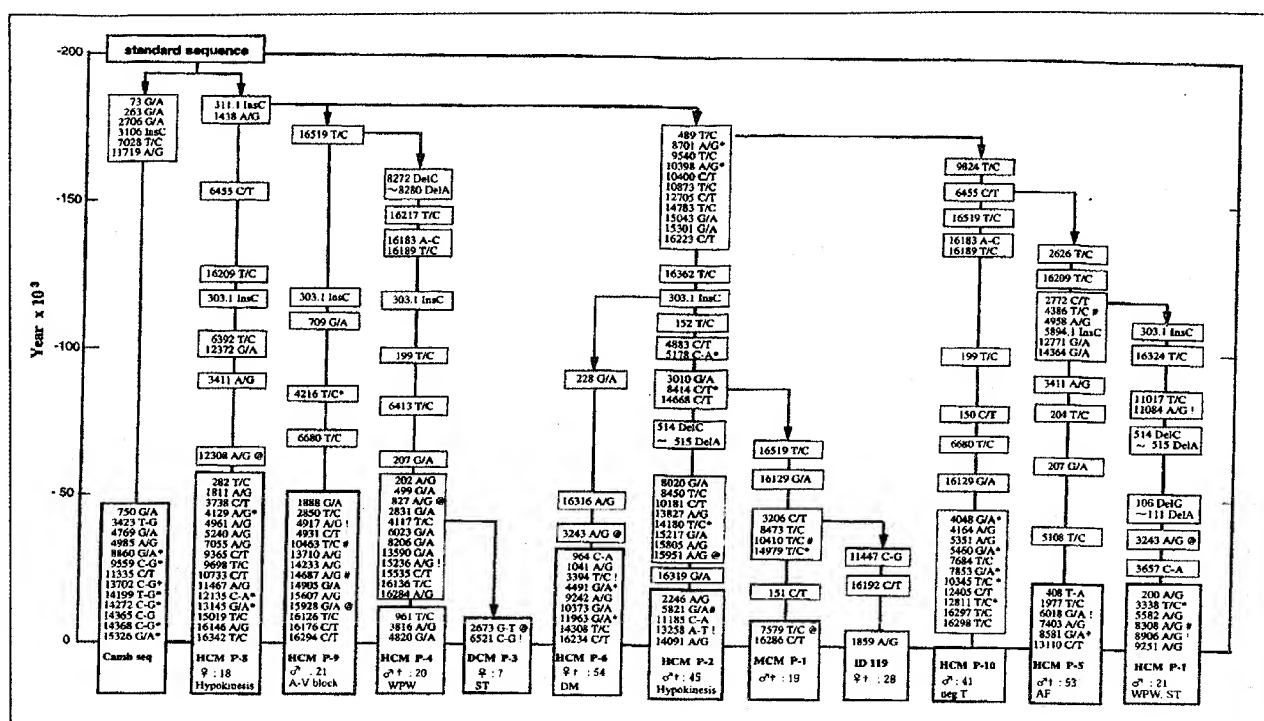 -200
-150
-100
-50
0
Year x 10³
standard sequence
73 G/A
263 G/A
2706 G/A
3106 InsC
7028 T/C
11719 A/G
750 G/A
3423 T-G
4769 G/A
4985 A/G
8860 G/A*
9559 C-G*
11335 C/T
13702 C-G*
14199 T-G*
14272 C-G*
14365 C-G
14368 C-G*
15326 G/A*
Camb seq
311.1 InsC
1438 A/G
6455 C/T
16209 T/C
303.1 InsC
6392 T/C
12372 G/A
3411 A/G
12308 A/G @
282 T/C
1811 A/G
3738 C/T
4129 A/G*
4961 A/G
5240 A/G
7055 A/G
9365 C/T
9698 T/C
10733 C/T
11467 A/G
12135 C-A*
13145 G/A*
15019 T/C
16146 A/G
16342 T/C
HCM P-8
♀ : 18
Hypokinesis
16519 T/C
303.1 InsC
709 G/A
4216 T/C*
6680 T/C
1888 G/A
2850 T/C
4917 A/G !
4931 C/T
10463 T/C #
13710 A/G
14233 A/G
14687 A/G #
14905 G/A
15607 A/G
15928 G/A @
16126 T/C
16176 C/T
16294 C/T
HCM P-9
♂ : 21
A-V block
8272 DelC
~8280 DelA
16217 T/C
16183 A-C
16189 T/C
303.1 InsC
199 T/C
6413 T/C
207 G/A
202 A/G
499 G/A
827 A/G @
2831 G/A
4117 T/C
6023 G/A
8206 G/A
13590 G/A
15236 A/G !
15535 C/T
16136 T/C
16284 A/G
961 T/C
3816 A/G
4820 G/A
HCM P-4
♂† : 20
WPW
2673 G-T @
6521 C-G !
DCM P-3
♀ : 7
ST
228 G/A
16316 A/G
3243 A/G @
964 C-A
1041 A/G
3394 T/C !
4491 G/A*
9242 A/G
10373 G/A
11963 G/A*
14308 T/C
16234 C/T
HCM P-6
♀† : 54
DM
489 T/C
8701 A/G*
9540 T/C
10398 A/G*
10400 C/T
10873 T/C
12705 C/T
14783 T/C
15043 G/A
15301 G/A
16223 C/T
16362 T/C
303.1 InsC
152 T/C
4883 C/T
5178 C-A*
3010 G/A
8414 C/T*
14668 C/T
514 DelC
~ 515 DelA
8020 G/A
8450 T/C
10181 C/T
13827 A/G
14180 T/C*
15217 G/A
15805 A/G
15951 A/G @
16319 G/A
2246 A/G
5821 G/A#
11185 C-A
13258 A-T !
14091 A/G
HCM P-2
♂† : 45
Hypokinesis
16519 T/C
16129 G/A
3206 C/T
8473 T/C
10410 T/C #
14979 T/C*
151 C/T
7579 T/C @
16286 C/T
MCM P-1
♂† : 19
11447 C-G
16192 C/T
1859 A/G
ID 119
♀† : 28
9824 T/C
6455 C/T
16519 T/C
16183 A-C
16189 T/C
199 T/C
150 C/T
6680 T/C
16129 G/A
4048 G/A*
4164 A/G
5351 A/G
5460 G/A*
7684 T/C
7853 G/A*
10345 T/C*
12405 C/T
12811 T/C*
16297 T/C
16298 T/C
HCM P-10
♂ : 41
neg T
2626 T/C
16209 T/C
2772 C/T
4386 T/C #
4958 A/G
5894.1 InsC
12771 G/A
14364 G/A
3411 A/G
204 T/C
207 G/A
5108 T/C
408 T-A
1977 T/C
6018 G/A !
7403 A/G
8581 G/A*
13110 C/T
HCM P-5
♂† : 53
AF
303.1 InsC
16324 T/C
11017 T/C
11084 A/G !
514 DelC
~ 515 DelA
106 DelG
~111 DelA
3243 A/G @
3657 C-A
200 A/G
3338 T/C*
5582 A/G
8308 A/G #
8906 A/G !
9251 A/G
HCM P-7
♂ : 21
WPW, ST